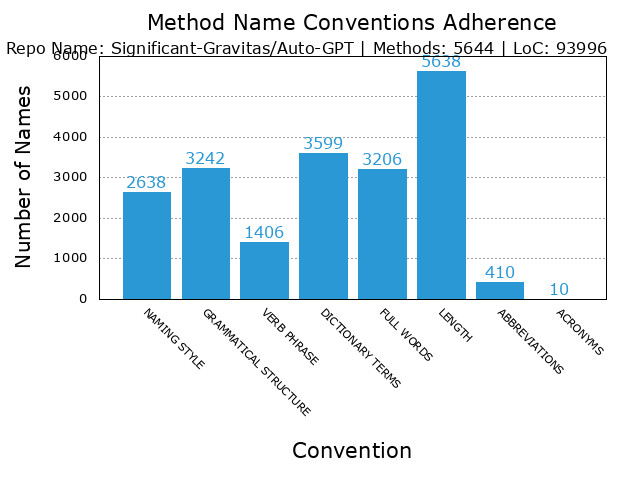 Method Name Conventions Adherence
Repo Name: Significant-Gravitas/Auto-GPT | Methods: 5644 | LoC: 93996
Number of Names
6000
5000
4000
3000
2000
1000
0
2638
3242
1406
3599
3206
5638
410
10
NAMING STYLE
GRAMMATICAL STRUCTURE
VERB PHRASE
DICTIONARY TERMS
FULL WORDS
LENGTH
ABBREVIATIONS
ACRONYMS
Convention